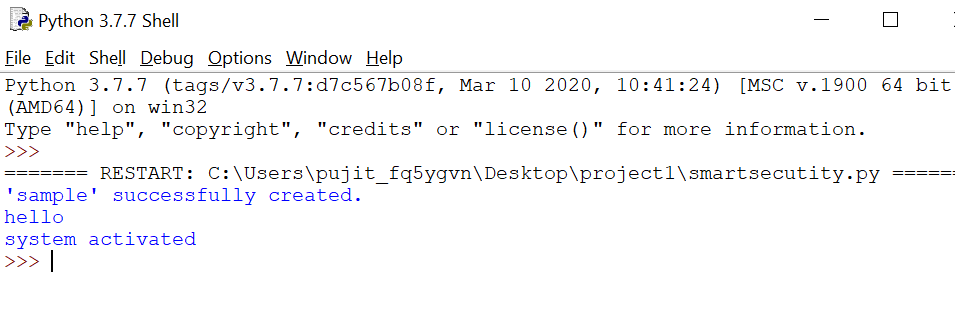 Python 3.7.7 Shell
File Edit Shell Debug Options Window Help
Python 3.7.7 (tags/v3.7.7:d7c567b08f, Mar 10 2020, 10:41:24) [MSC v.1900 64 bit
(AMD64)] on win32
Type "help", "copyright", "credits" or "license()" for more information.
>>>
======= RESTART: C:\Users\pujit_fq5ygvn\Desktop\project1\smartsecutity.py ======
'sample' successfully created.
hello
system activated
>>>